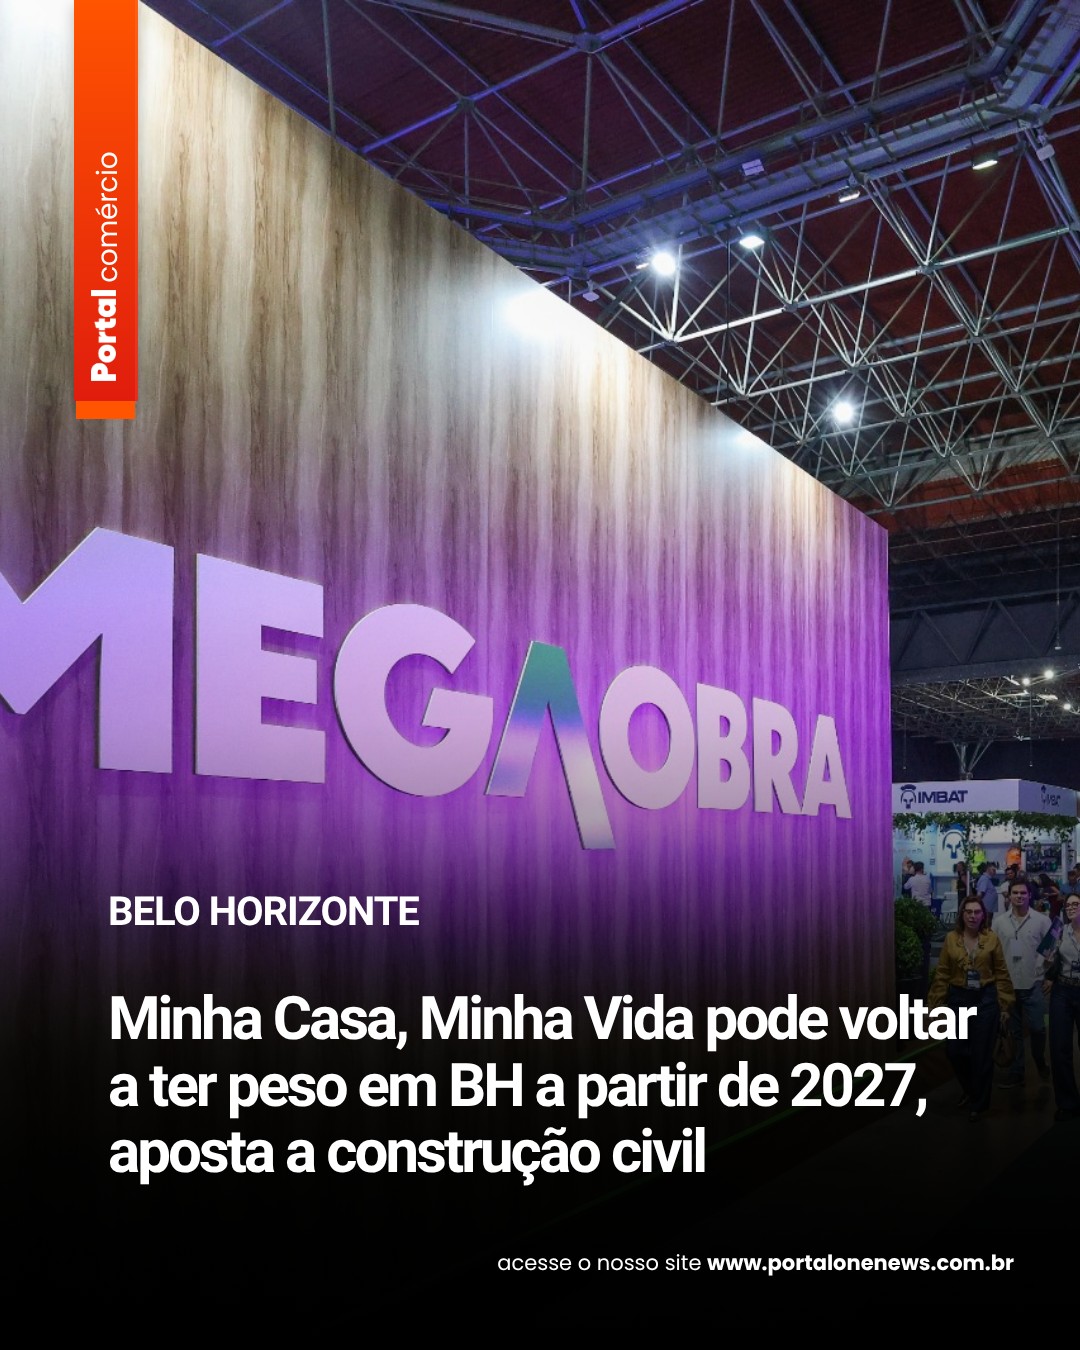 Portal comércio
MEGAOBRA
IMBAT
BELO HORIZONTE
Minha Casa, Minha Vida pode voltar
a ter peso em BH a partir de 2027,
aposta a construção civil
acesse o nosso site www.portalonenews.com.br